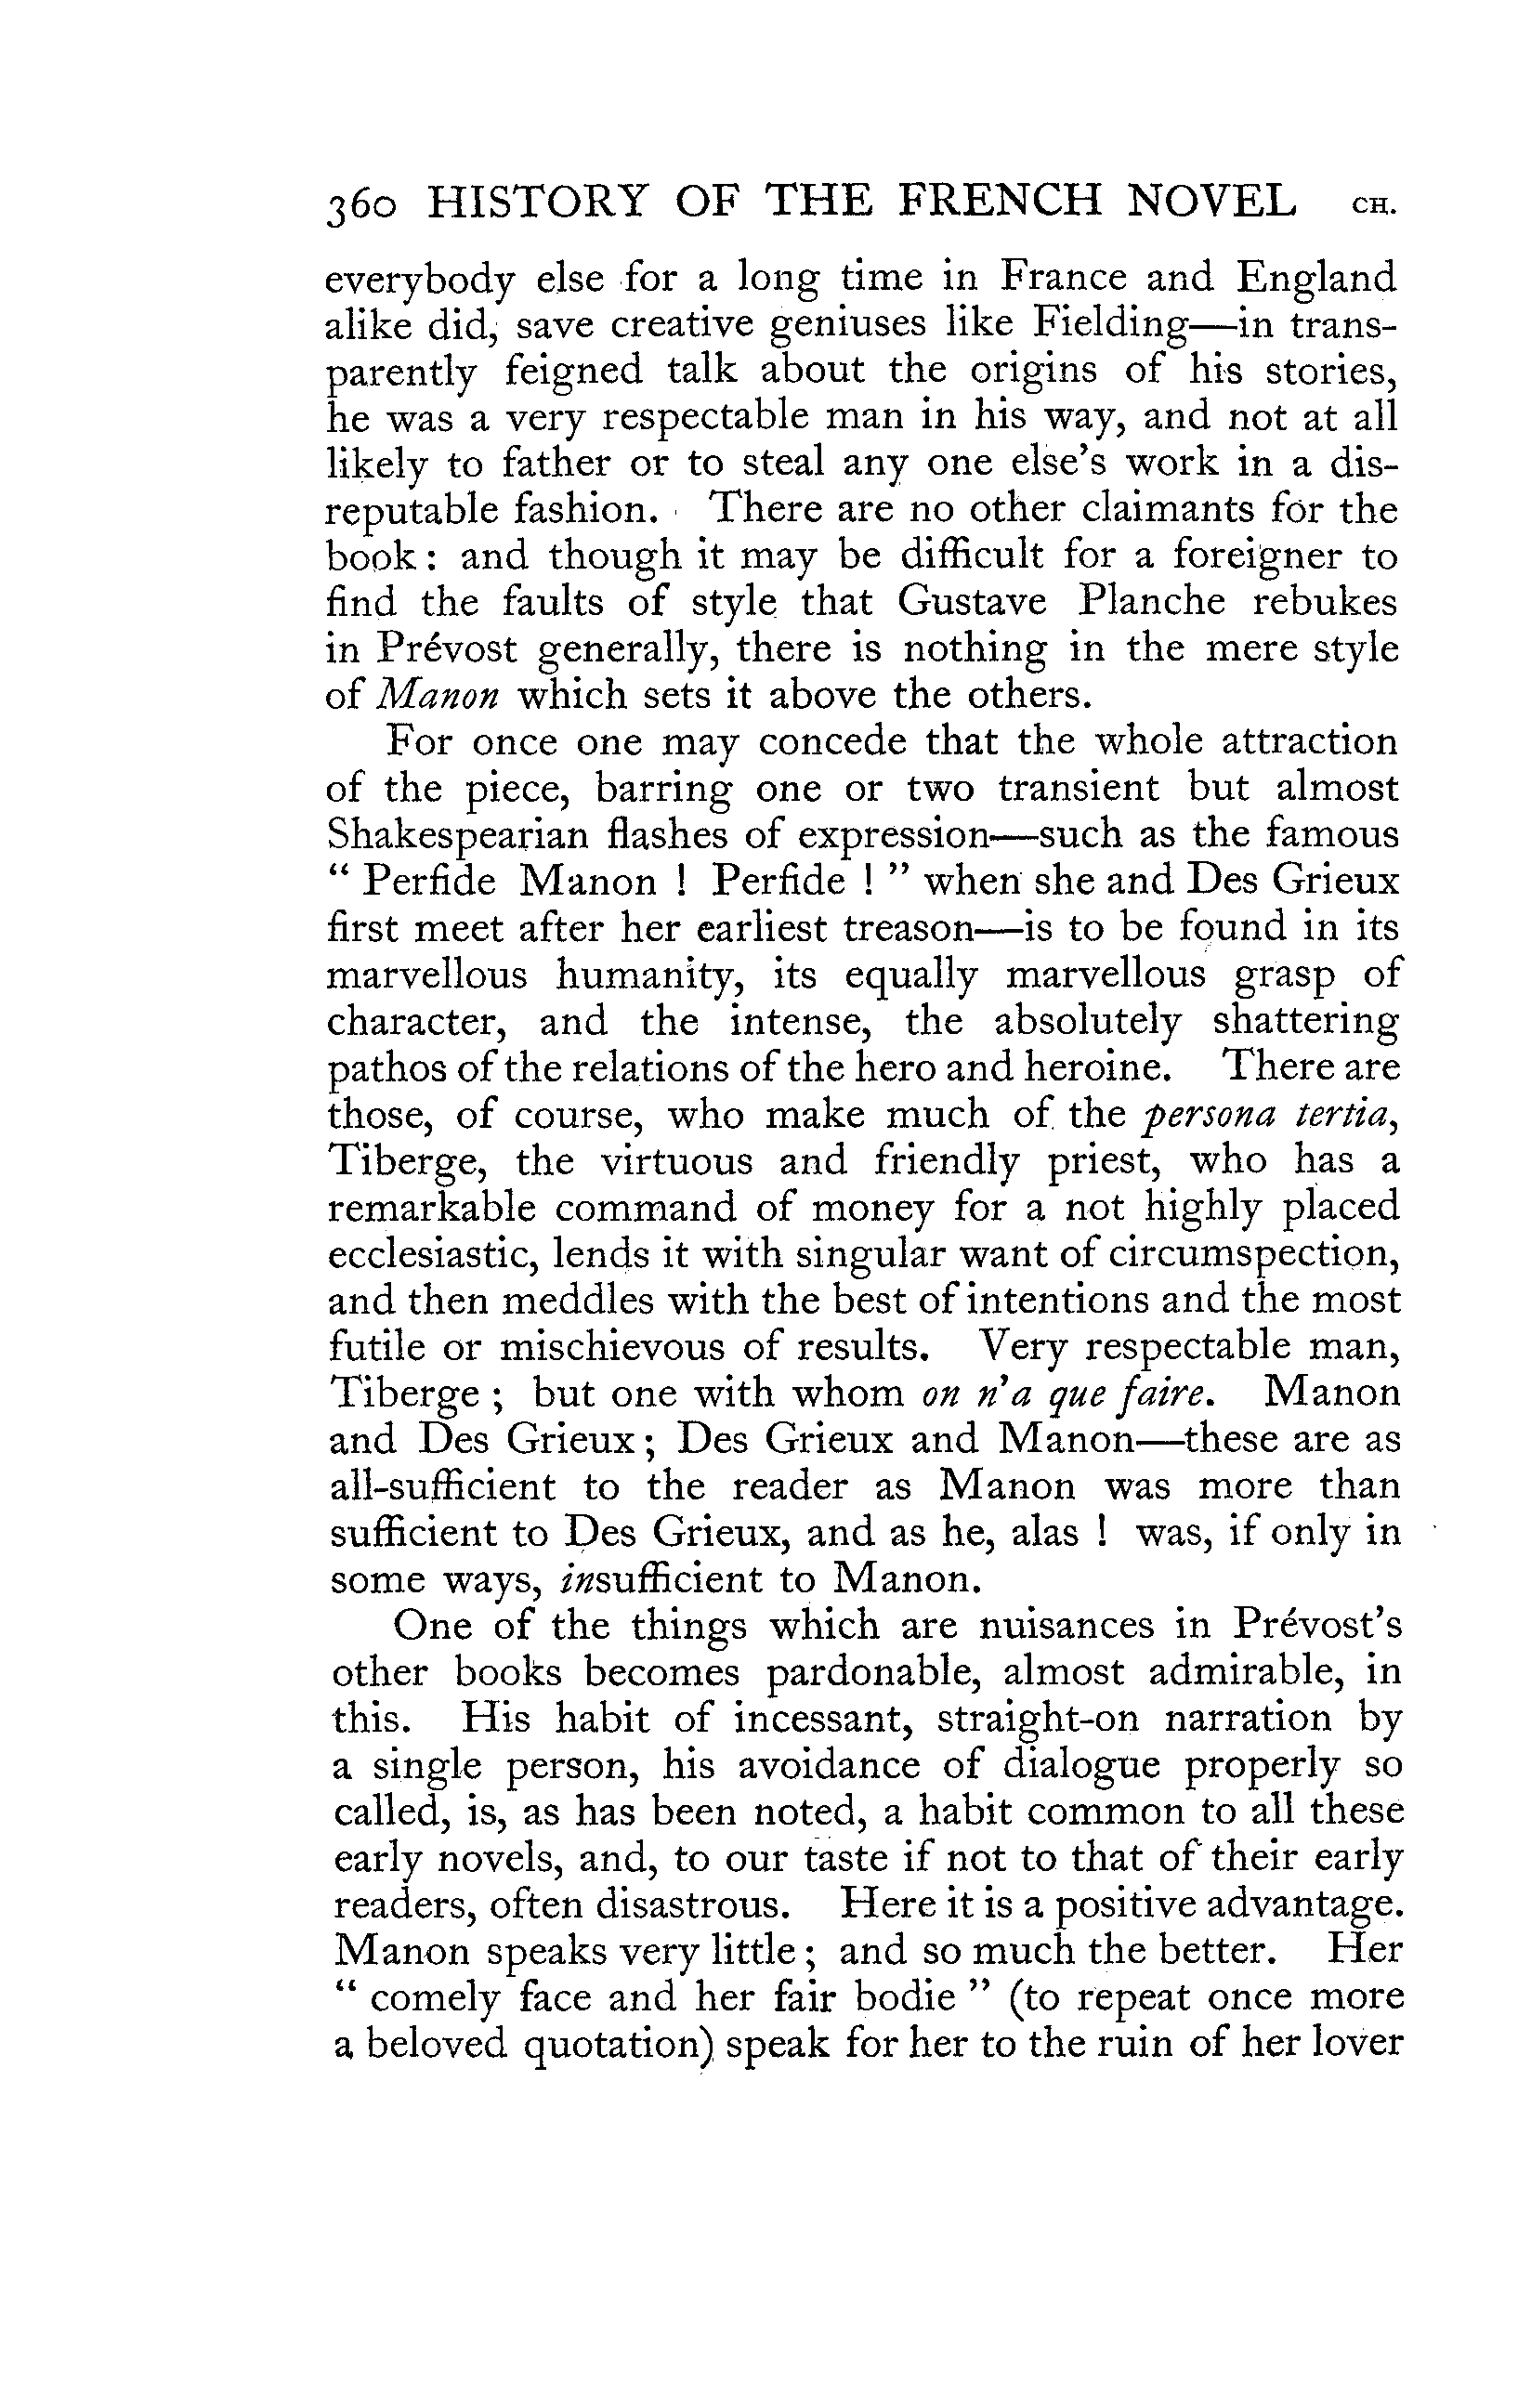 360 HISTORY OF THE FRENCH NOVEL CH.
everybody else for a long time in France and England
alike did, save creative geniuses like Fielding—in trans-
parently feigned talk about the origins of his stories,
he was a very respectable man in his way, and not at all
likely to father or to steal any one else's work in a dis-
reputable fashion. There are no other claimants for the
book : and though it may be difficult for a foreigner to
find the faults of style that Gustave Planche rebukes
in Prévost generally, there is nothing in the mere style
of Manon which sets it above the others.
For once one may concede that the whole attraction
of the piece, barring one or two transient but almost
Shakespearian flashes of expression—such as the famous
“ Perfide Manon ! Perfide ! ” when she and Des Grieux
first meet after her earliest treason—is to be found in its
marvellous humanity, its equally marvellous grasp of
character, and the intense, the absolutely shattering
pathos of the relations of the hero and heroine. There are
those, of course, who make much of the persona tertia,
Tiberge, the virtuous and friendly priest, who has a
remarkable command of money for a not highly placed
ecclesiastic, lends it with singular want of circumspection,
and then meddles with the best of intentions and the most
futile or mischievous of results. Very respectable man,
Tiberge ; but one with whom on n'a que faire. Manon
and Des Grieux ; Des Grieux and Manon—these are as
all-sufficient to the reader as Manon was more than
sufficient to Des Grieux, and as he, alas ! was, if only in
some ways, insufficient to Manon.
One of the things which are nuisances in Prévost's
other books becomes pardonable, almost admirable, in
this. His habit of incessant, straight-on narration by
a single person, his avoidance of dialogue properly so
called, is, as has been noted, a habit common to all these
early novels, and, to our taste if not to that of their early
readers, often disastrous. Here it is a positive advantage.
Manon speaks very little ; and so much the better. Her
“ comely face and her fair bodie ” (to repeat once more
a beloved quotation) speak for her to the ruin of her lover